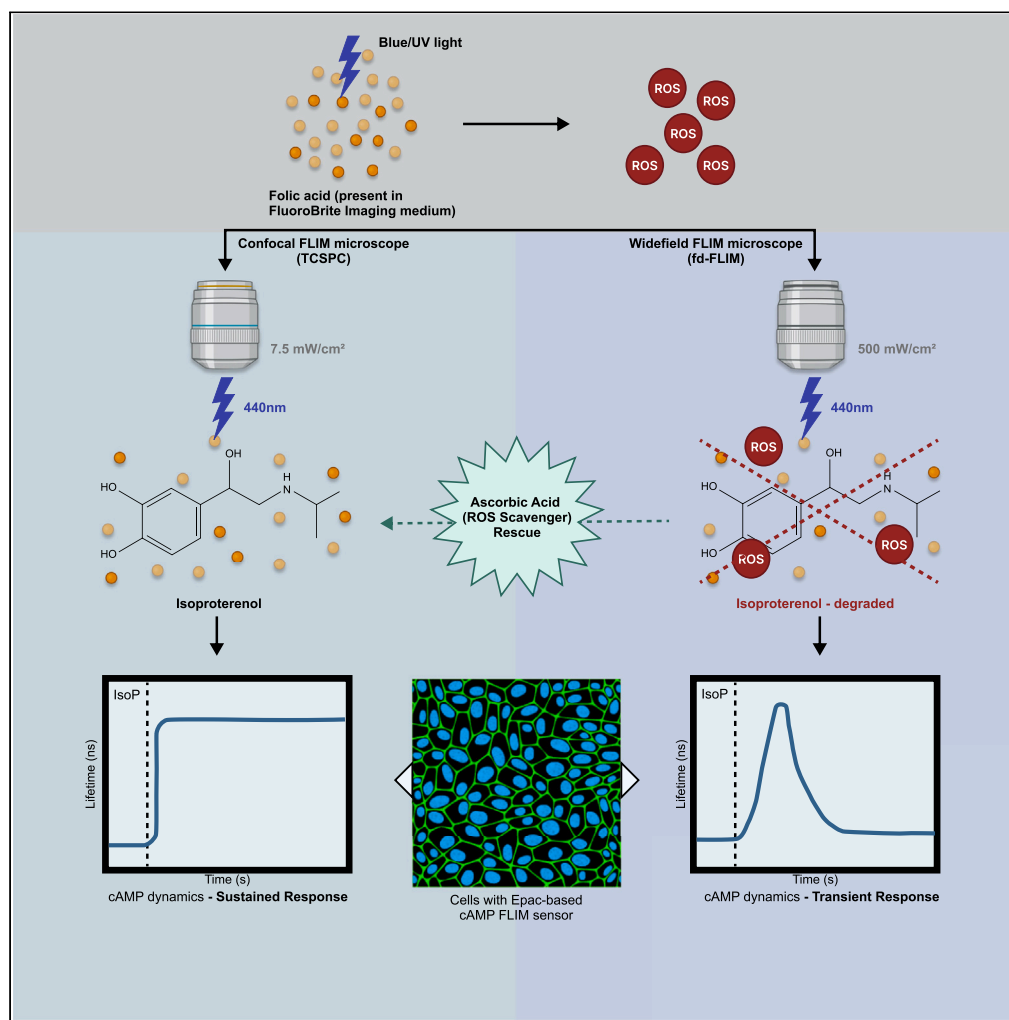 Blue/UV light
ROS
ROS
ROS
ROS
ROS
Folic acid (present in
FluoroBrite Imaging medium)
Confocal FLIM microscope
(TCSPC)
Widefield FLIM microscope
(fd-FLIM)
7.5 mW/cm²
500 mW/cm²
440nm
440nm
OH
HO
HO
H
N
Isoproterenol
Ascorbic Acid
(ROS Scavenger)
Rescue
ROS
OH
HO
HO
H
N
ROS
ROS
Isoproterenol - degraded
IsoP
Lifetime (ns)
Time (s)
cAMP dynamics - Sustained Response
Cells with Epac-based
cAMP FLIM sensor
IsoP
Lifetime (ns)
Time (s)
cAMP dynamics - Transient Response